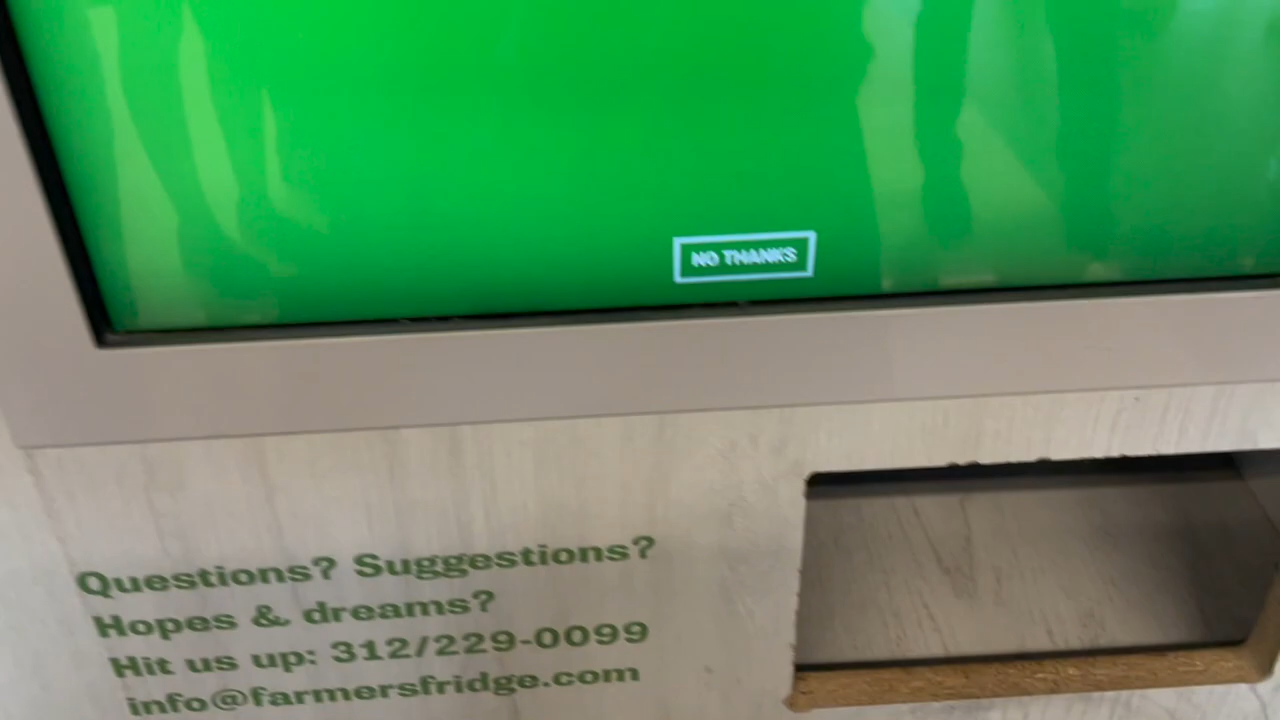 NO THANKS
Questions? Suggestions?
Hopes & dreams?
Hit us up: 312/229-0099
info@farmersfridge.com